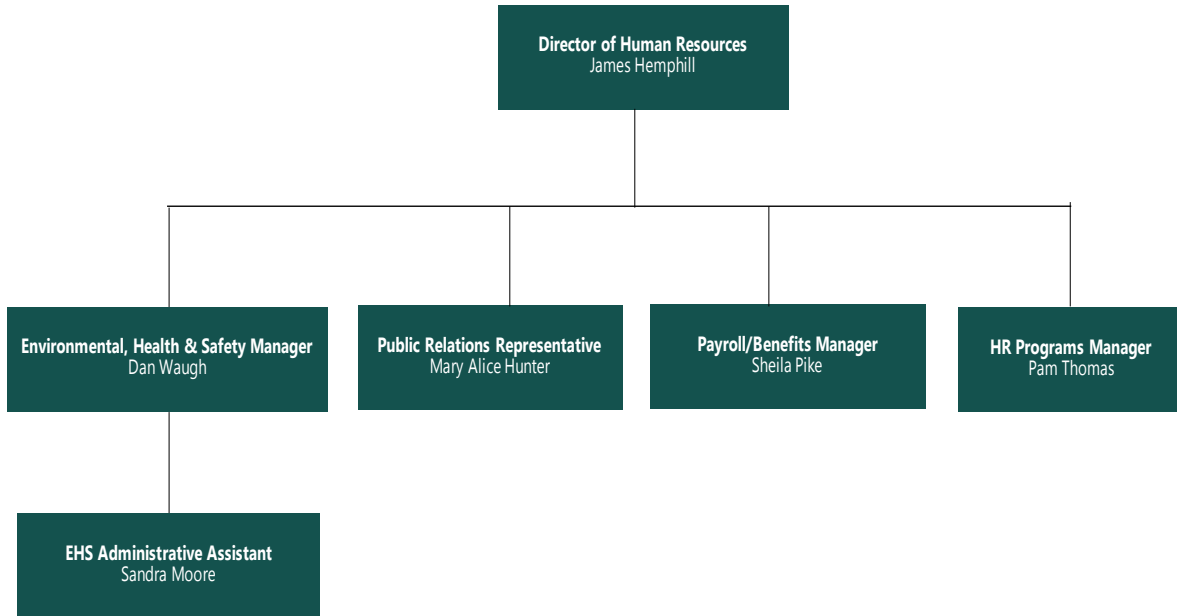 Director of Human Resources
James Hemphill
Environmental, Health & Safety Manager
Dan Waugh
Public Relations Representative
Mary Alice Hunter
Payroll/Benefits Manager
Sheila Pike
HR Programs Manager
Pam Thomas
EHS Administrative Assistant
Sandra Moore